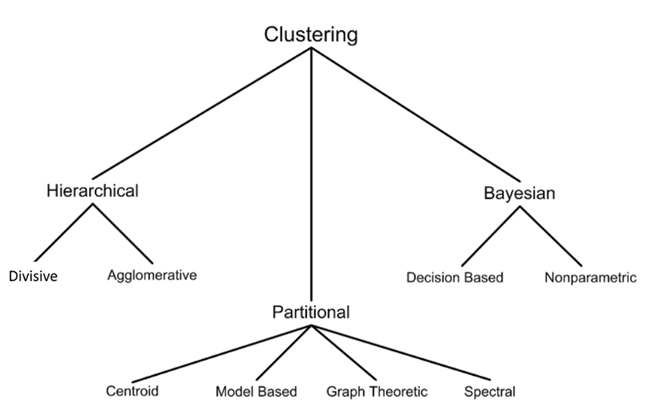 Clustering
Hierarchical
Bayesian
Divisive
Agglomerative
Decision Based
Nonparametric
Partitional
Centroid
Model Based
Graph Theoretic
Spectral